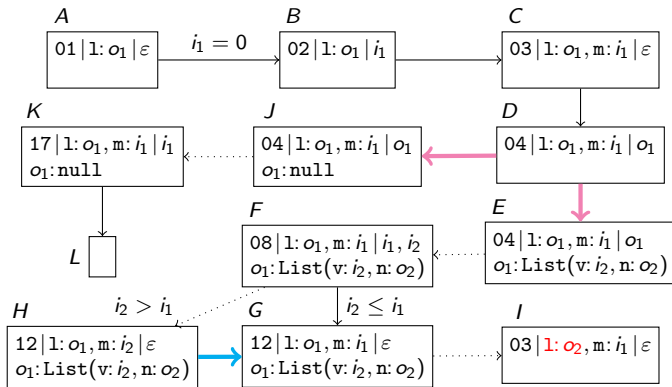 A
B
C
01 | l: o₁ | ε
i₁ = 0
02 | l: o₁ | i₁
03 | l: o₁, m: i₁ | ε
K
J
D
17 | l: o₁, m: i₁ | i₁
04 | l: o₁, m: i₁ | o₁
o₁: null
04 | l: o₁, m: i₁ | o₁
o₁: null
F
E
L
08 | l: o₁, m: i₁ | i₁, i₂
o₁: List(v: i₂, n: o₂)
04 | l: o₁, m: i₁ | o₁
o₁: List(v: i₂, n: o₂)
H
i₂ > i₁
G
i₂ ≤ i₁
I
12 | l: o₁, m: i₂ | ε
o₁: List(v: i₂, n: o₂)
12 | l: o₁, m: i₁ | ε
o₁: List(v: i₂, n: o₂)
03 | l: o₂, m: i₁ | ε